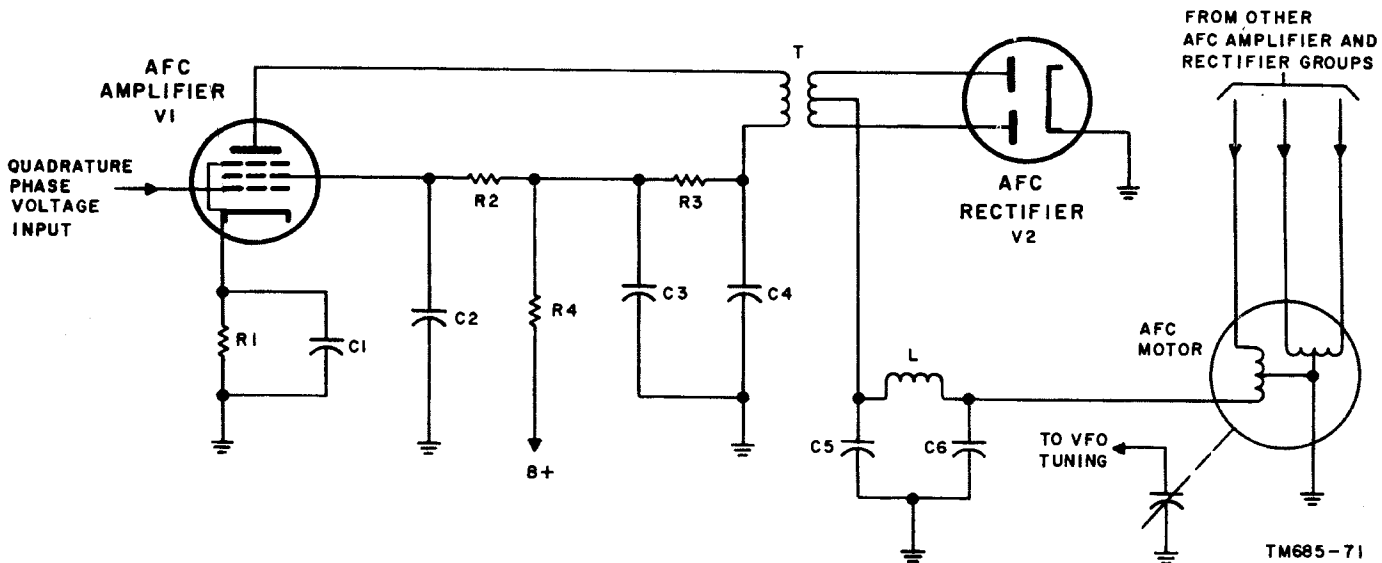 FROM OTHER
AFC AMPLIFIER AND
RECTIFIER GROUPS
AFC
AMPLIFIER
V1
T
QUADRATURE
PHASE
VOLTAGE
INPUT
R2
R3
AFC
RECTIFIER
V2
R1
C1
C2
R4
C3
C4
B+
L
C5
C6
AFC
MOTOR
TO VFO
TUNING
TM685-71